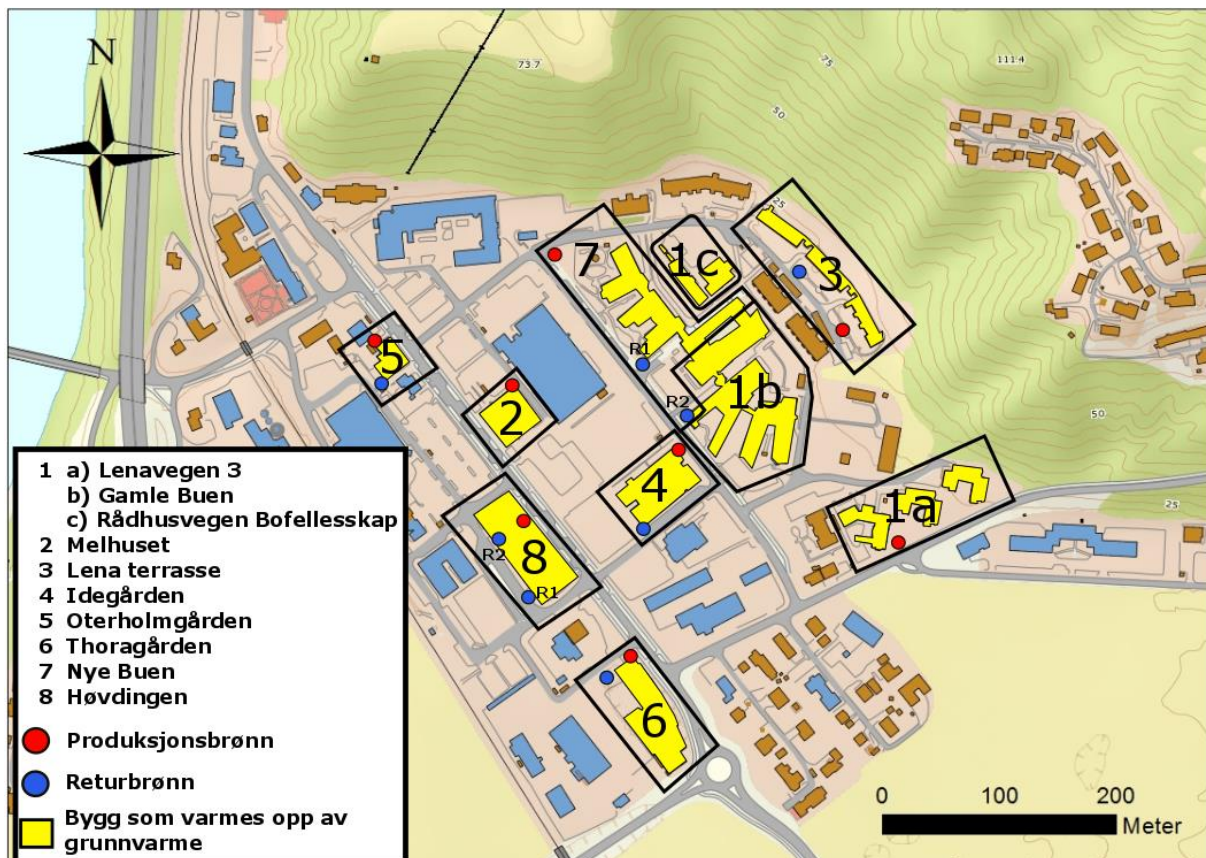 N
73.7
75
111.4
50
25
7
1c
3
R1
5
2
1b
R2
4
50
1a
25
8
R2
R1
6
1 a) Lenavegen 3
b) Gamle Buen
c) Rådhusvegen Bofellesskap
2 Melhuset
3 Lena terrasse
4 Idegården
5 Oterholmgården
6 Thoragården
7 Nye Buen
8 Høvdingen
Produksjonsbrønn
Returbrønn
Bygg som varmes opp av
grunnvarme
0 100 200
Meter